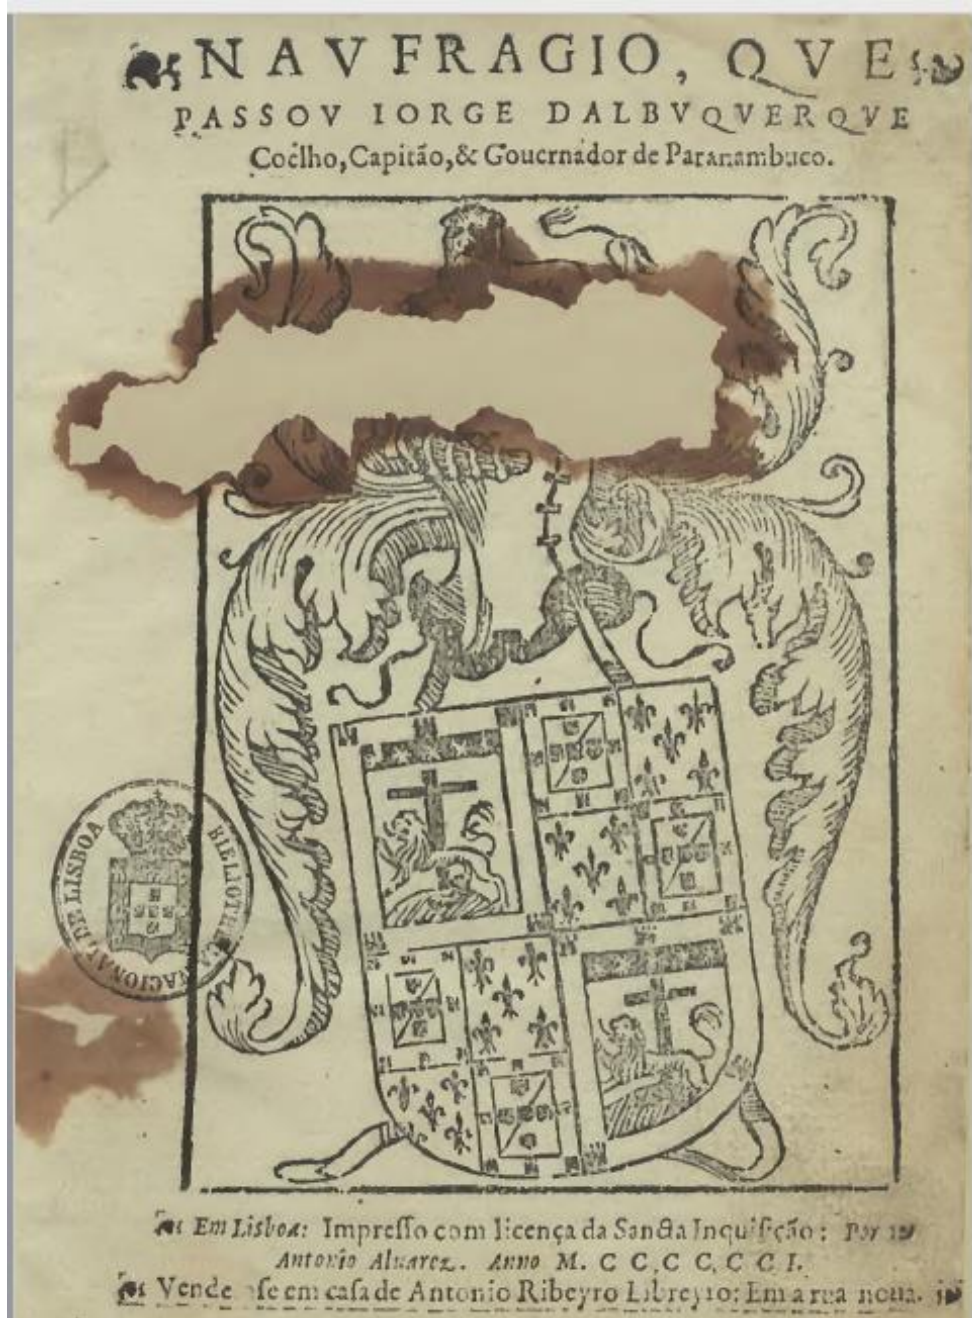 NAVFRAGIO, QVE
PASSOV IORGE DALBVQVERQVE
Coelho, Capitão, & Gouernador de Paranambuco.
BIBLIOTECA NACIONAL DE LISBOA
Em Lisboa: Impreſſo com licença da Sancta Inquiſição: Por
Antonio Aluarez. Anno M. C C C C C C I.
Vende ſe em caſa de Antonio Ribeyro Libreyro: Em a rua noua.